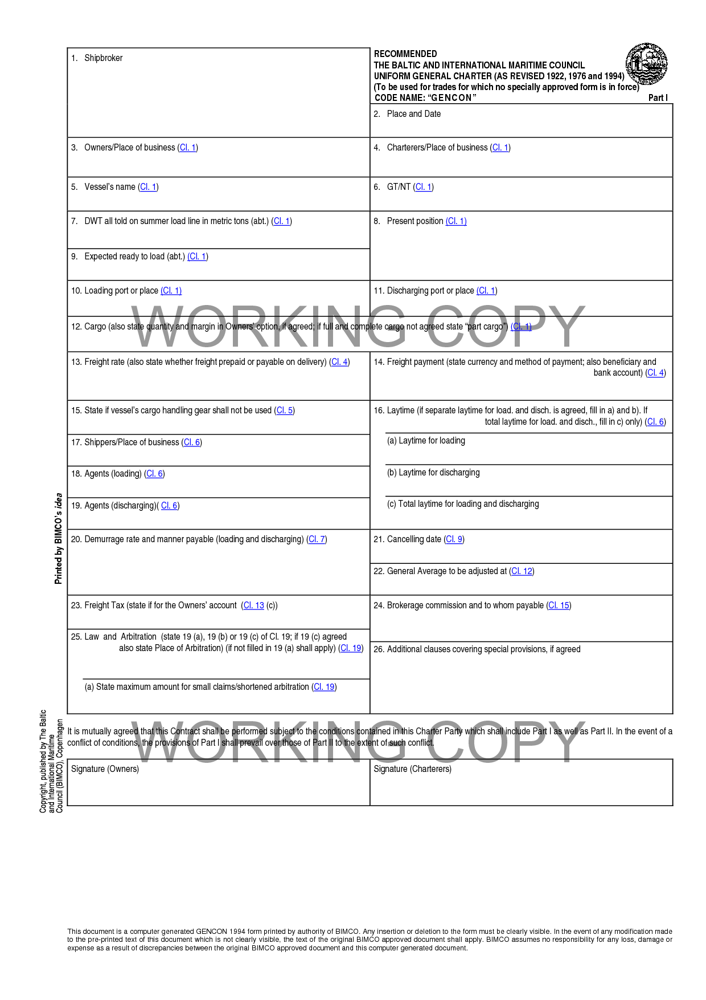 1. Shipbroker
RECOMMENDED
THE BALTIC AND INTERNATIONAL MARITIME COUNCIL
UNIFORM GENERAL CHARTER (AS REVISED 1922, 1976 and 1994)
(To be used for trades for which no specially approved form is in force)
CODE NAME: “GENCON” Part I
2. Place and Date
3. Owners/Place of business (Cl. 1)
4. Charterers/Place of business (Cl. 1)
5. Vessel’s name (Cl. 1)
6. GT/NT (Cl. 1)
7. DWT all told on summer load line in metric tons (abt.) (Cl. 1)
8. Present position (Cl. 1)
9. Expected ready to load (abt.) (Cl. 1)
10. Loading port or place (Cl. 1)
11. Discharging port or place (Cl. 1)
WORKING COPY
12. Cargo (also state quantity and margin in Owners’ option, if agreed; if full and complete cargo not agreed state “part cargo”) (Cl. 1)
13. Freight rate (also state whether freight prepaid or payable on delivery) (Cl. 4)
14. Freight payment (state currency and method of payment; also beneficiary and
bank account) (Cl. 4)
15. State if vessel’s cargo handling gear shall not be used (Cl. 5)
16. Laytime (if separate laytime for load. and disch. is agreed, fill in a) and b). If
total laytime for load. and disch., fill in c) only) (Cl. 6)
17. Shippers/Place of business (Cl. 6)
(a) Laytime for loading
18. Agents (loading) (Cl. 6)
(b) Laytime for discharging
19. Agents (discharging)( Cl. 6)
(c) Total laytime for loading and discharging
20. Demurrage rate and manner payable (loading and discharging) (Cl. 7)
21. Cancelling date (Cl. 9)
22. General Average to be adjusted at (Cl. 12)
23. Freight Tax (state if for the Owners’ account (Cl. 13 (c))
24. Brokerage commission and to whom payable (Cl. 15)
25. Law and Arbitration (state 19 (a), 19 (b) or 19 (c) of Cl. 19; if 19 (c) agreed
also state Place of Arbitration) (if not filled in 19 (a) shall apply) (Cl. 19)
26. Additional clauses covering special provisions, if agreed
(a) State maximum amount for small claims/shortened arbitration (Cl. 19)
Printed by BIMCO’s idea
Copyright, published by The Baltic
and International Maritime
Council (BIMCO), Copenhagen
WORKING COPY
It is mutually agreed that this Contract shall be performed subject to the conditions contained in this Charter Party which shall include Part I as well as Part II. In the event of a
conflict of conditions, the provisions of Part I shall prevail over those of Part II to the extent of such conflict.
Signature (Owners)
Signature (Charterers)
This document is a computer generated GENCON 1994 form printed by authority of BIMCO. Any insertion or deletion to the form must be clearly visible. In the event of any modification made
to the pre-printed text of this document which is not clearly visible, the text of the original BIMCO approved document shall apply. BIMCO assumes no responsibility for any loss, damage or
expense as a result of discrepancies between the original BIMCO approved document and this computer generated document.